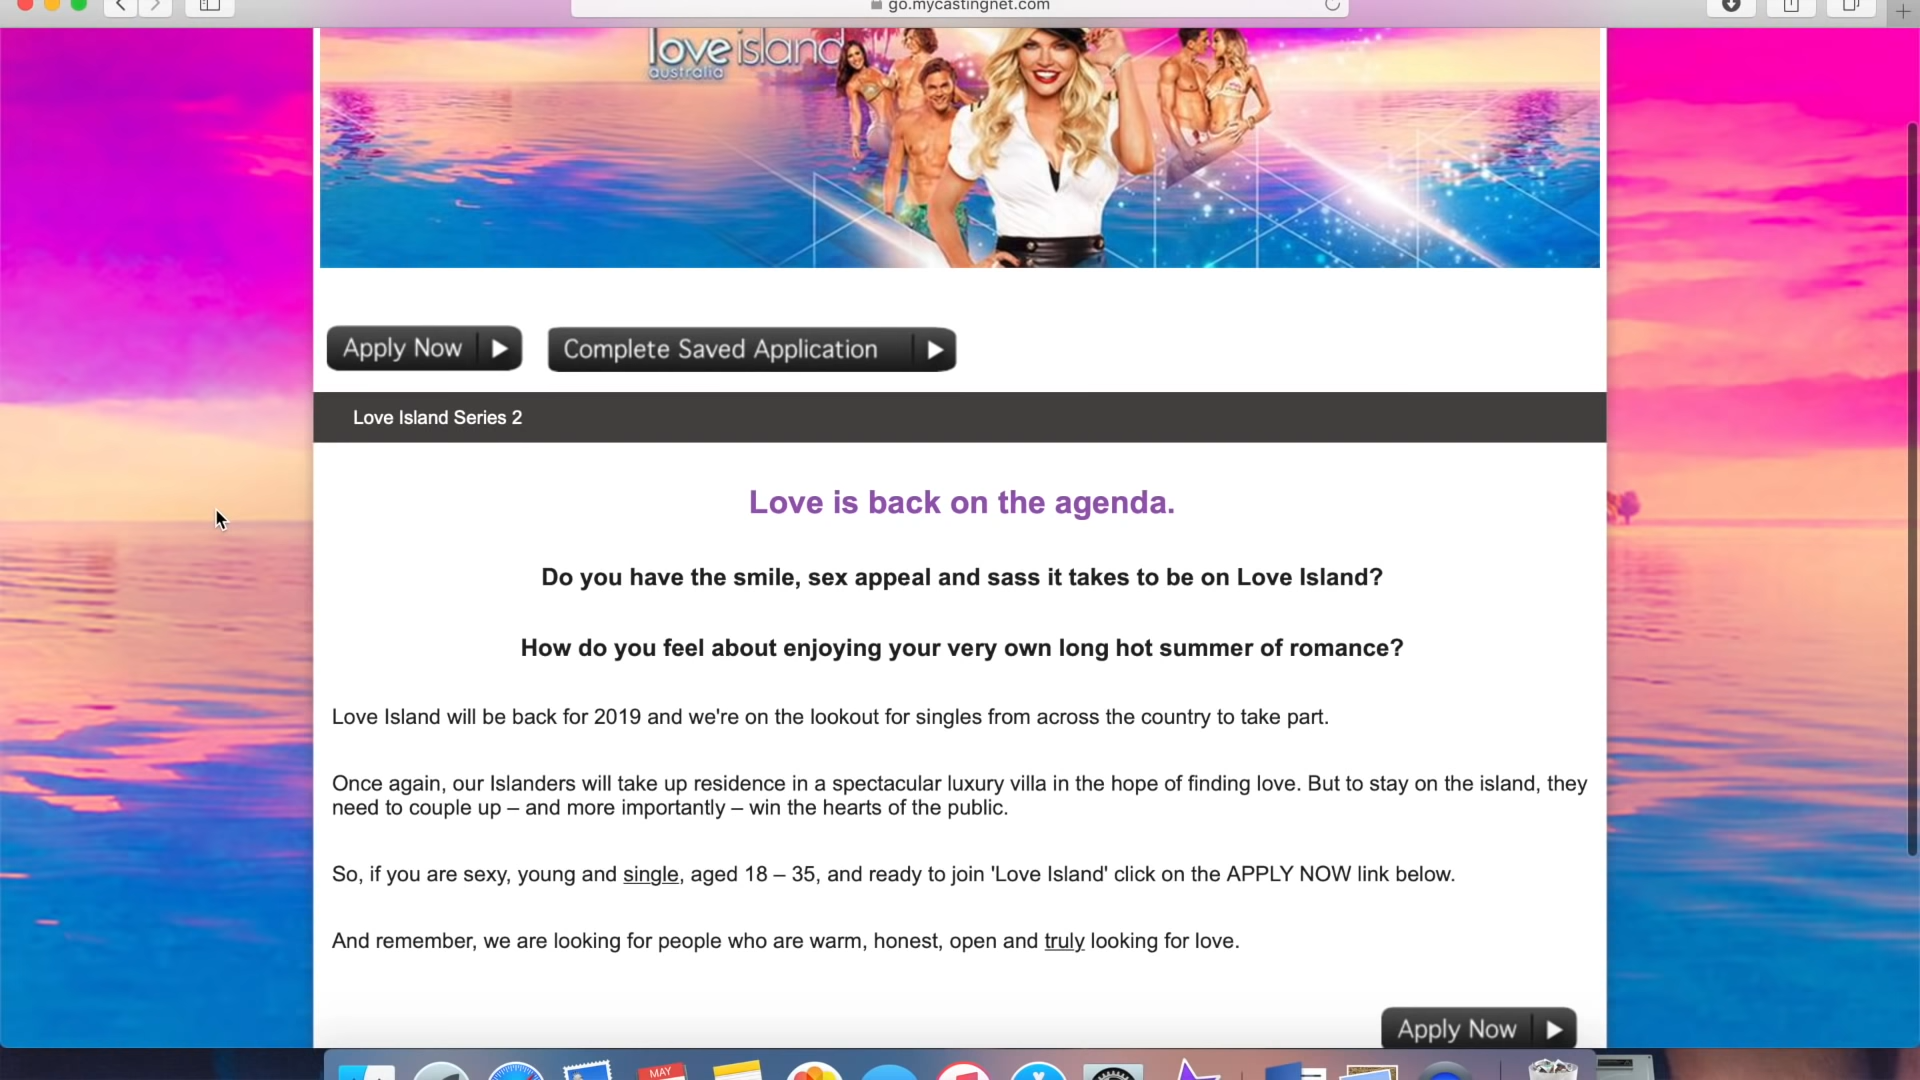 go.mycastingnet.com
love island
australia
Apply Now
Complete Saved Application
Love Island Series 2
Love is back on the agenda.
Do you have the smile, sex appeal and sass it takes to be on Love Island?
How do you feel about enjoying your very own long hot summer of romance?
Love Island will be back for 2019 and we're on the lookout for singles from across the country to take part.
Once again, our Islanders will take up residence in a spectacular luxury villa in the hope of finding love. But to stay on the island, they
need to couple up – and more importantly – win the hearts of the public.
So, if you are sexy, young and single, aged 18 – 35, and ready to join 'Love Island' click on the APPLY NOW link below.
And remember, we are looking for people who are warm, honest, open and truly looking for love.
Apply Now
MAY